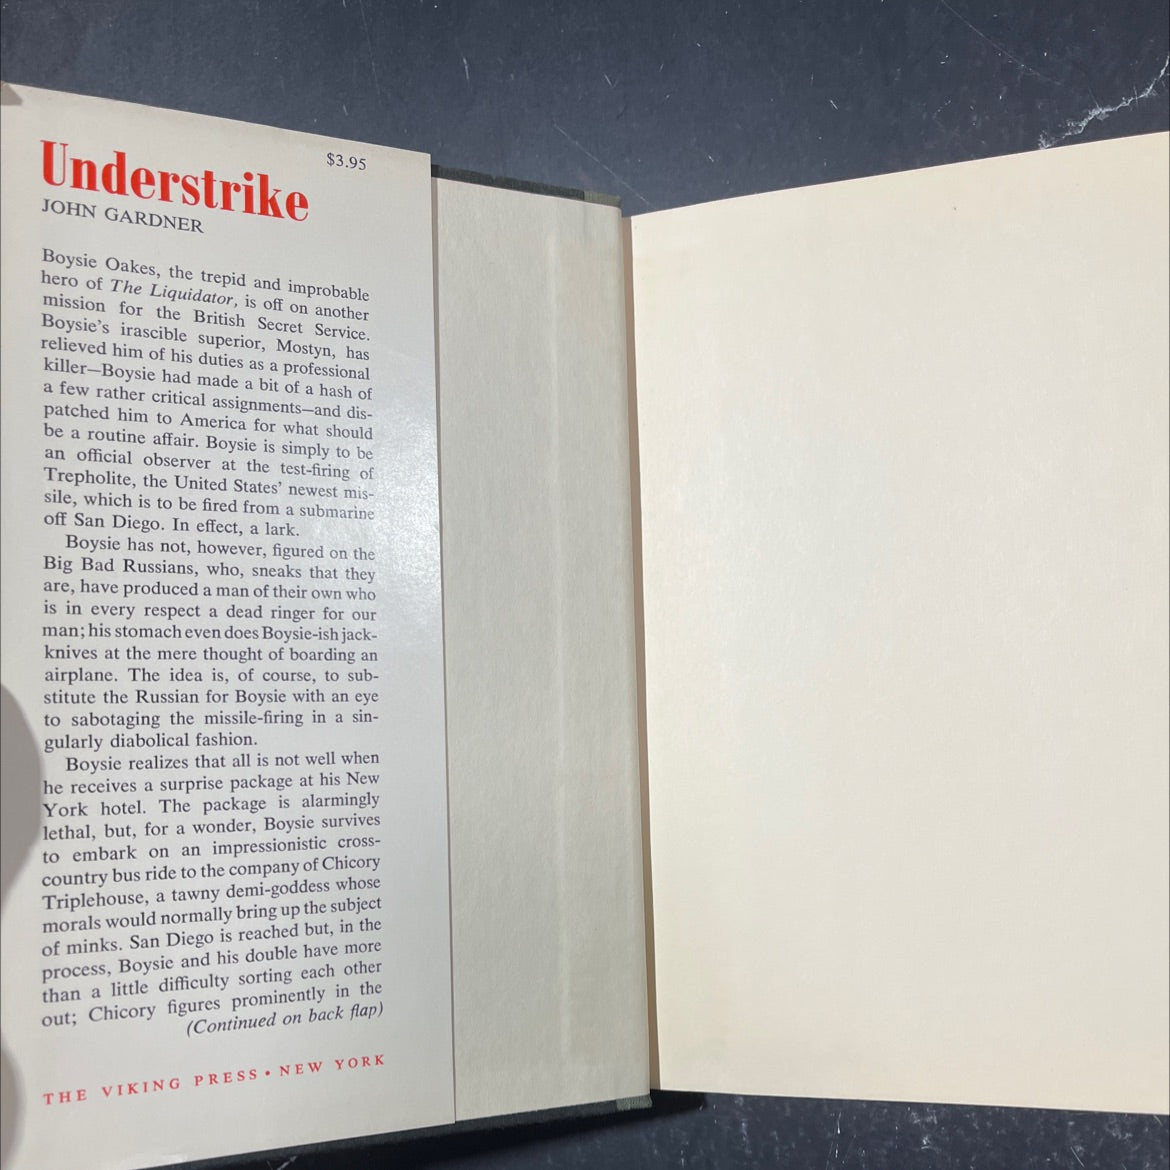 $3.95
Understrike
JOHN GARDNER
Boysie Oakes, the trepid and improbable
hero of The Liquidator, is off on another
mission for the British Secret Service.
Boysie's irascible superior, Mostyn, has
relieved him of his duties as a professional
killer—Boysie had made a bit of a hash of
a few rather critical assignments—and dis-
patched him to America for what should
be a routine affair. Boysie is simply to be
an official observer at the test-firing of
Trepholite, the United States' newest mis-
sile, which is to be fired from a submarine
off San Diego. In effect, a lark.
Boysie has not, however, figured on the
Big Bad Russians, who, sneaks that they
are, have produced a man of their own who
is in every respect a dead ringer for our
man; his stomach even does Boysie-ish jack-
knives at the mere thought of boarding an
airplane. The idea is, of course, to sub-
stitute the Russian for Boysie with an eye
to sabotaging the missile-firing in a sin-
gularly diabolical fashion.
Boysie realizes that all is not well when
he receives a surprise package at his New
York hotel. The package is alarmingly
lethal, but, for a wonder, Boysie survives
to embark on an impressionistic cross-
country bus ride to the company of Chicory
Triplehouse, a tawny demi-goddess whose
morals would normally bring up the subject
of minks. San Diego is reached but, in the
process, Boysie and his double have more
than a little difficulty sorting each other
out; Chicory figures prominently in the
(Continued on back flap)
THE VIKING PRESS • NEW YORK